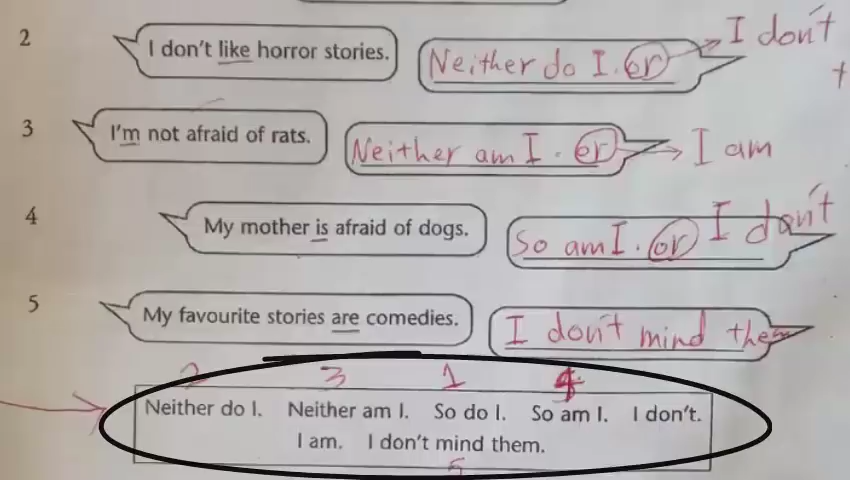 2 I don't like horror stories. Neither do I. or I don't
3 I'm not afraid of rats. Neither am I. or I am
4 My mother is afraid of dogs. So am I. or I don't
5 My favourite stories are comedies. I don't mind them
2 3 1 4
Neither do I. Neither am I. So do I. So am I. I don't.
I am. I don't mind them.
5